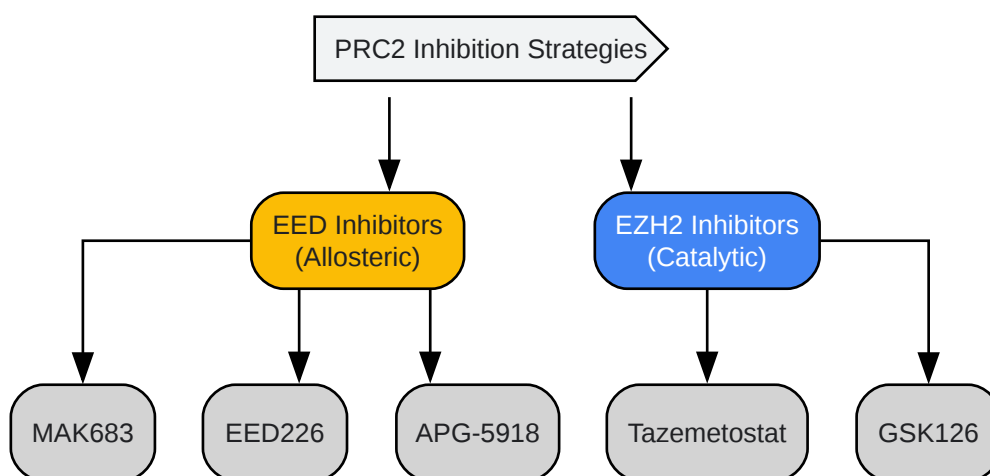 PRC2 Inhibition Strategies
EED Inhibitors
(Allosteric)
EZH2 Inhibitors
(Catalytic)
MAK683
EED226
APG-5918
Tazemetostat
GSK126